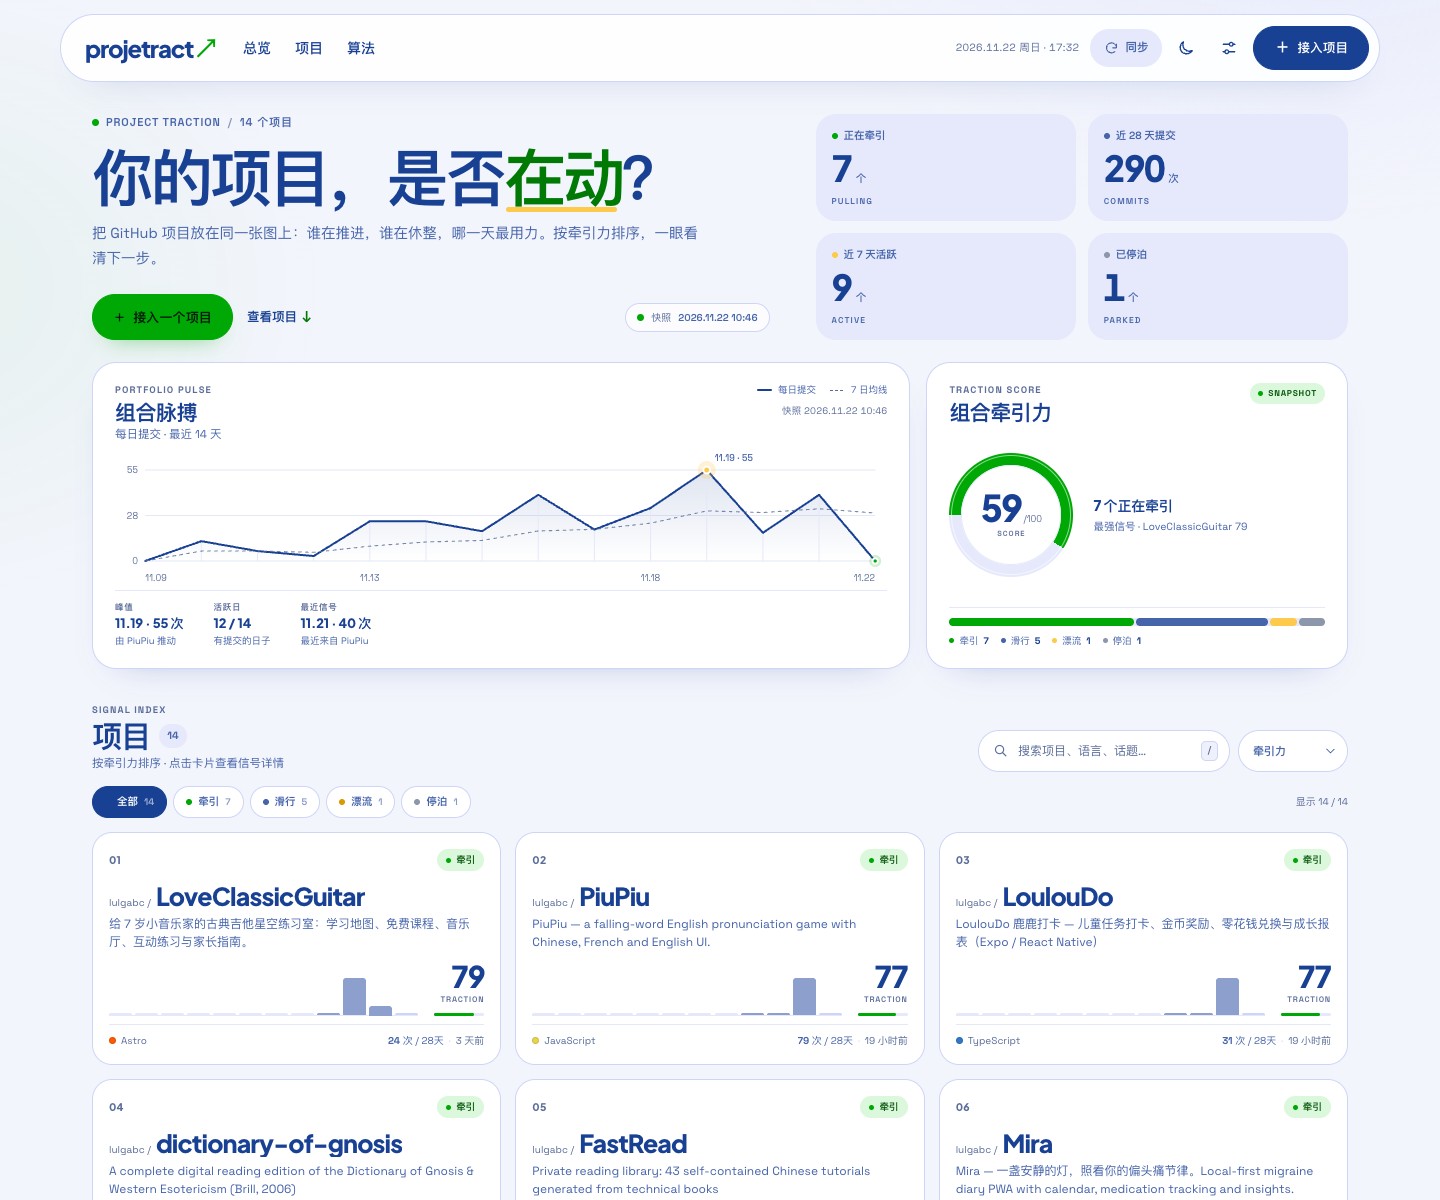 projetract
总览
项目
算法
2026.11.22 周日 · 17:32
同步
+ 接入项目
PROJECT TRACTION / 14 个项目
你的项目，是否在动？
把 GitHub 项目放在同一张图上：谁在推进，谁在休整，哪一天最用力。按牵引力排序，一眼看
清下一步。
+ 接入一个项目
查看项目 ↓
快照 2026.11.22 10:46
正在牵引
7 个
PULLING
近 28 天提交
290 次
COMMITS
近 7 天活跃
9 个
ACTIVE
已停泊
1 个
PARKED
PORTFOLIO PULSE
组合脉搏
每日提交 · 最近 14 天
每日提交
7 日均线
快照 2026.11.22 10:46
11.19 · 55
55
28
0
11.09
11.13
11.18
11.22
峰值
11.19 · 55 次
由 PiuPiu 推动
活跃日
12 / 14
有提交的日子
最近信号
11.21 · 40 次
最近来自 PiuPiu
TRACTION SCORE
组合牵引力
SNAPSHOT
59 /100
SCORE
7 个正在牵引
最强信号 · LoveClassicGuitar 79
牵引 7
滑行 5
漂流 1
停泊 1
SIGNAL INDEX
项目 14
按牵引力排序 · 点击卡片查看信号详情
搜索项目、语言、话题…
/
牵引力
全部 14
牵引 7
滑行 5
漂流 1
停泊 1
显示 14 / 14
01
牵引
lulgabc / LoveClassicGuitar
给 7 岁小音乐家的古典吉他星空练习室：学习地图、免费课程、音乐
厅、互动练习与家长指南。
79
TRACTION
Astro
24 次 / 28天 · 3 天前
02
牵引
lulgabc / PiuPiu
PiuPiu — a falling-word English pronunciation game with
Chinese, French and English UI.
77
TRACTION
JavaScript
79 次 / 28天 · 19 小时前
03
牵引
lulgabc / LoulouDo
LoulouDo 鹿鹿打卡 — 儿童任务打卡、金币奖励、零花钱兑换与成长报
表（Expo / React Native）
77
TRACTION
TypeScript
31 次 / 28天 · 19 小时前
04
牵引
lulgabc / dictionary-of-gnosis
A complete digital reading edition of the Dictionary of Gnosis &
Western Esotericism (Brill, 2006)
05
牵引
lulgabc / FastRead
Private reading library: 43 self-contained Chinese tutorials
generated from technical books
06
牵引
lulgabc / Mira
Mira — 一盏安静的灯，照看你的偏头痛节律。Local-first migraine
diary PWA with calendar, medication tracking and insights.